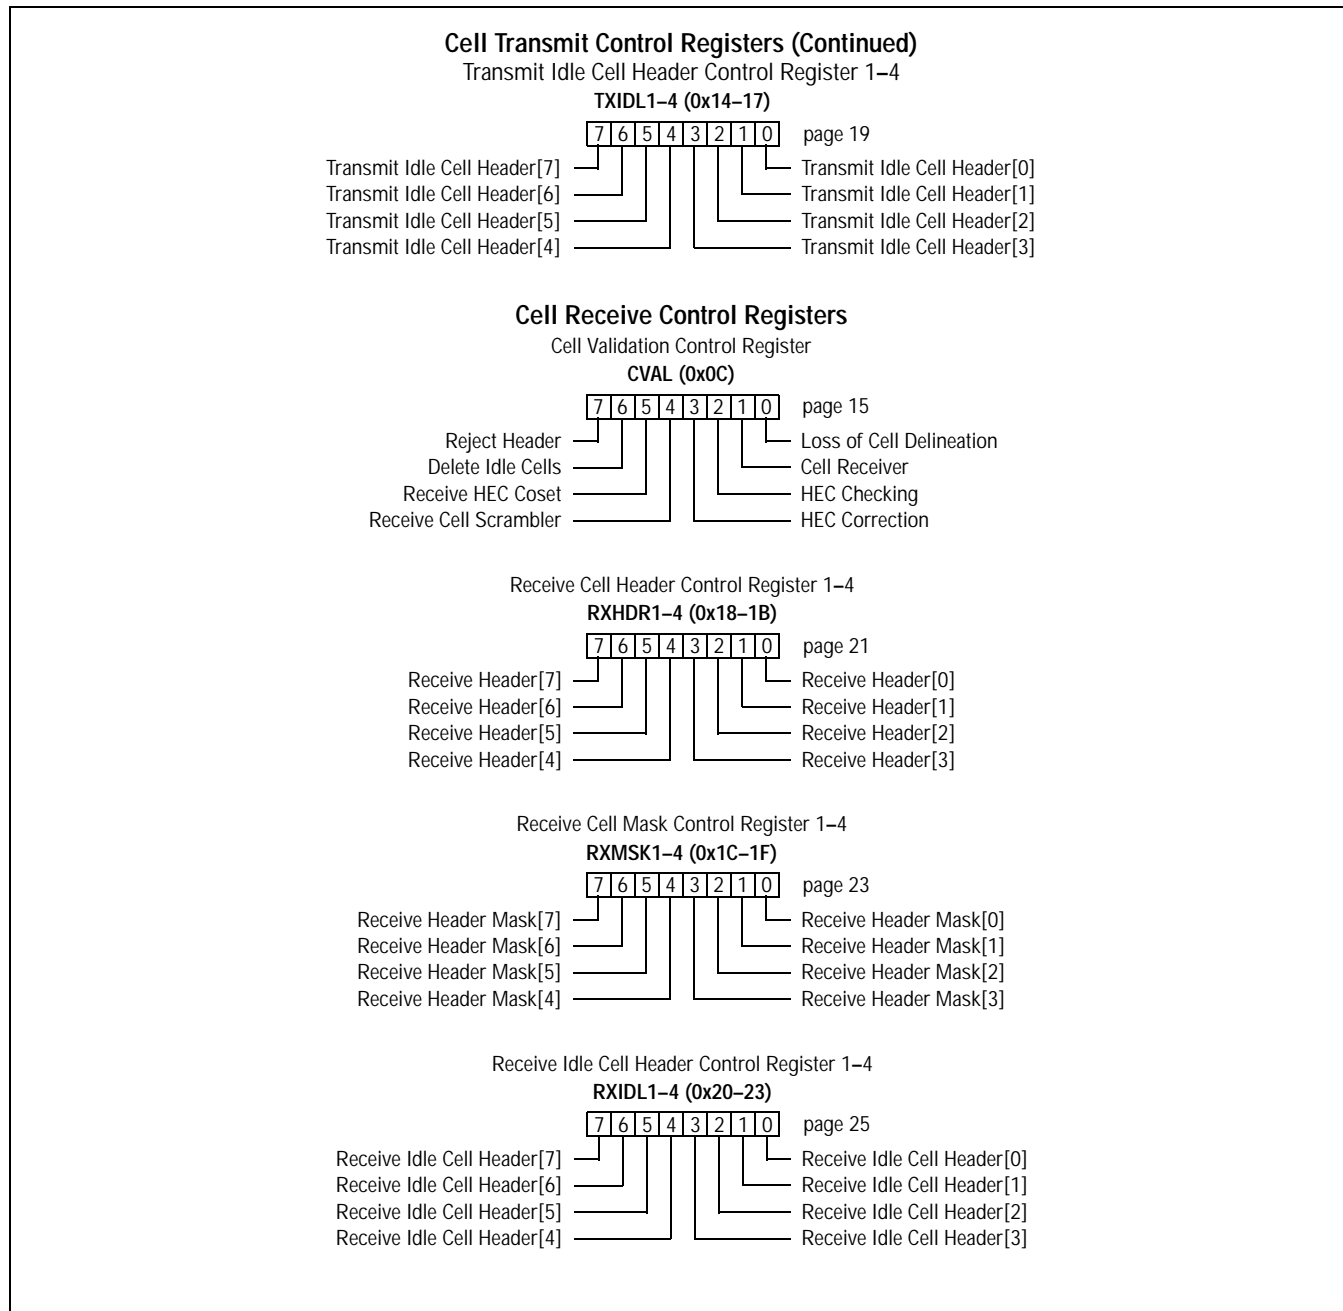 Cell Transmit Control Registers (Continued)
Transmit Idle Cell Header Control Register 1–4
TXIDL1–4 (0x14–17)
7 6 5 4 3 2 1 0 page 19
Transmit Idle Cell Header[7] Transmit Idle Cell Header[0]
Transmit Idle Cell Header[6] Transmit Idle Cell Header[1]
Transmit Idle Cell Header[5] Transmit Idle Cell Header[2]
Transmit Idle Cell Header[4] Transmit Idle Cell Header[3]
Cell Receive Control Registers
Cell Validation Control Register
CVAL (0x0C)
7 6 5 4 3 2 1 0 page 15
Reject Header Loss of Cell Delineation
Delete Idle Cells Cell Receiver
Receive HEC Coset HEC Checking
Receive Cell Scrambler HEC Correction
Receive Cell Header Control Register 1–4
RXHDR1–4 (0x18–1B)
7 6 5 4 3 2 1 0 page 21
Receive Header[7] Receive Header[0]
Receive Header[6] Receive Header[1]
Receive Header[5] Receive Header[2]
Receive Header[4] Receive Header[3]
Receive Cell Mask Control Register 1–4
RXMSK1–4 (0x1C–1F)
7 6 5 4 3 2 1 0 page 23
Receive Header Mask[7] Receive Header Mask[0]
Receive Header Mask[6] Receive Header Mask[1]
Receive Header Mask[5] Receive Header Mask[2]
Receive Header Mask[4] Receive Header Mask[3]
Receive Idle Cell Header Control Register 1–4
RXIDL1–4 (0x20–23)
7 6 5 4 3 2 1 0 page 25
Receive Idle Cell Header[7] Receive Idle Cell Header[0]
Receive Idle Cell Header[6] Receive Idle Cell Header[1]
Receive Idle Cell Header[5] Receive Idle Cell Header[2]
Receive Idle Cell Header[4] Receive Idle Cell Header[3]